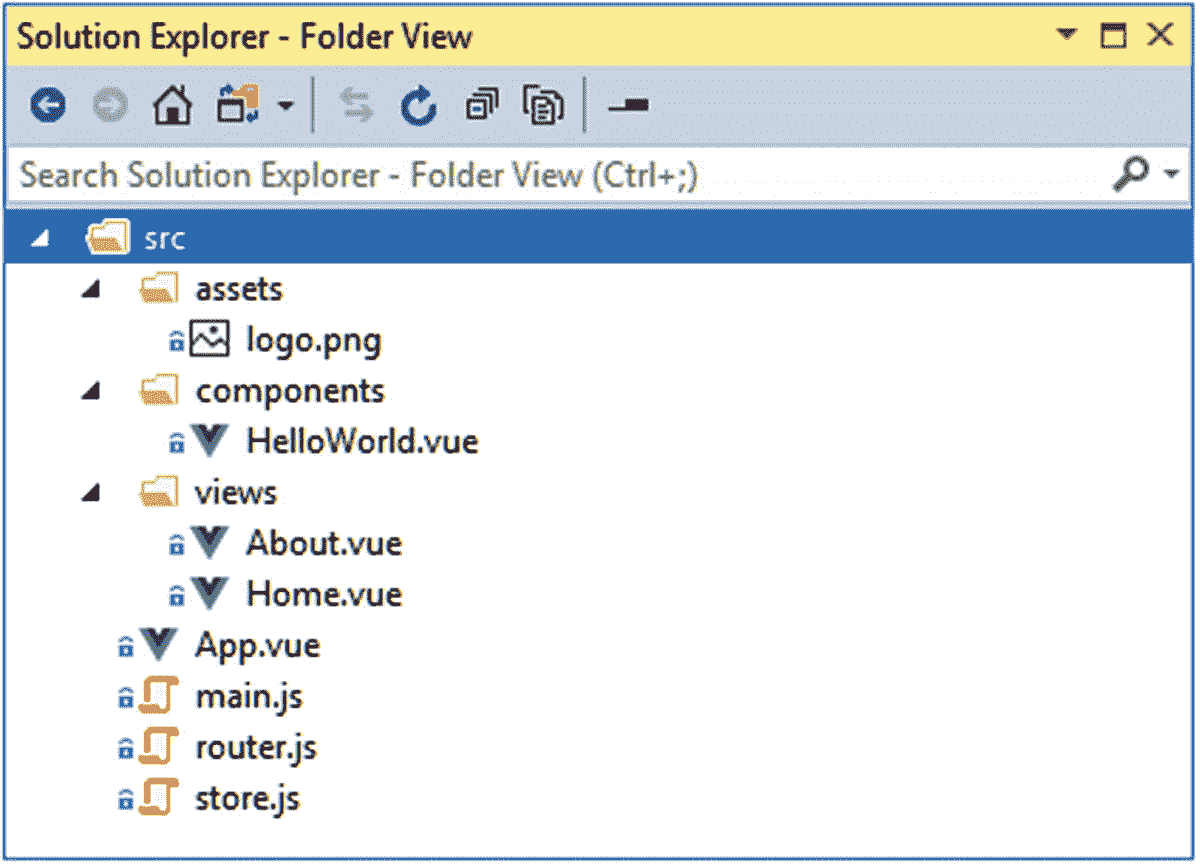 Solution Explorer - Folder View
Search Solution Explorer - Folder View (Ctrl+;)
src
assets
logo.png
components
HelloWorld.vue
views
About.vue
Home.vue
App.vue
main.js
router.js
store.js